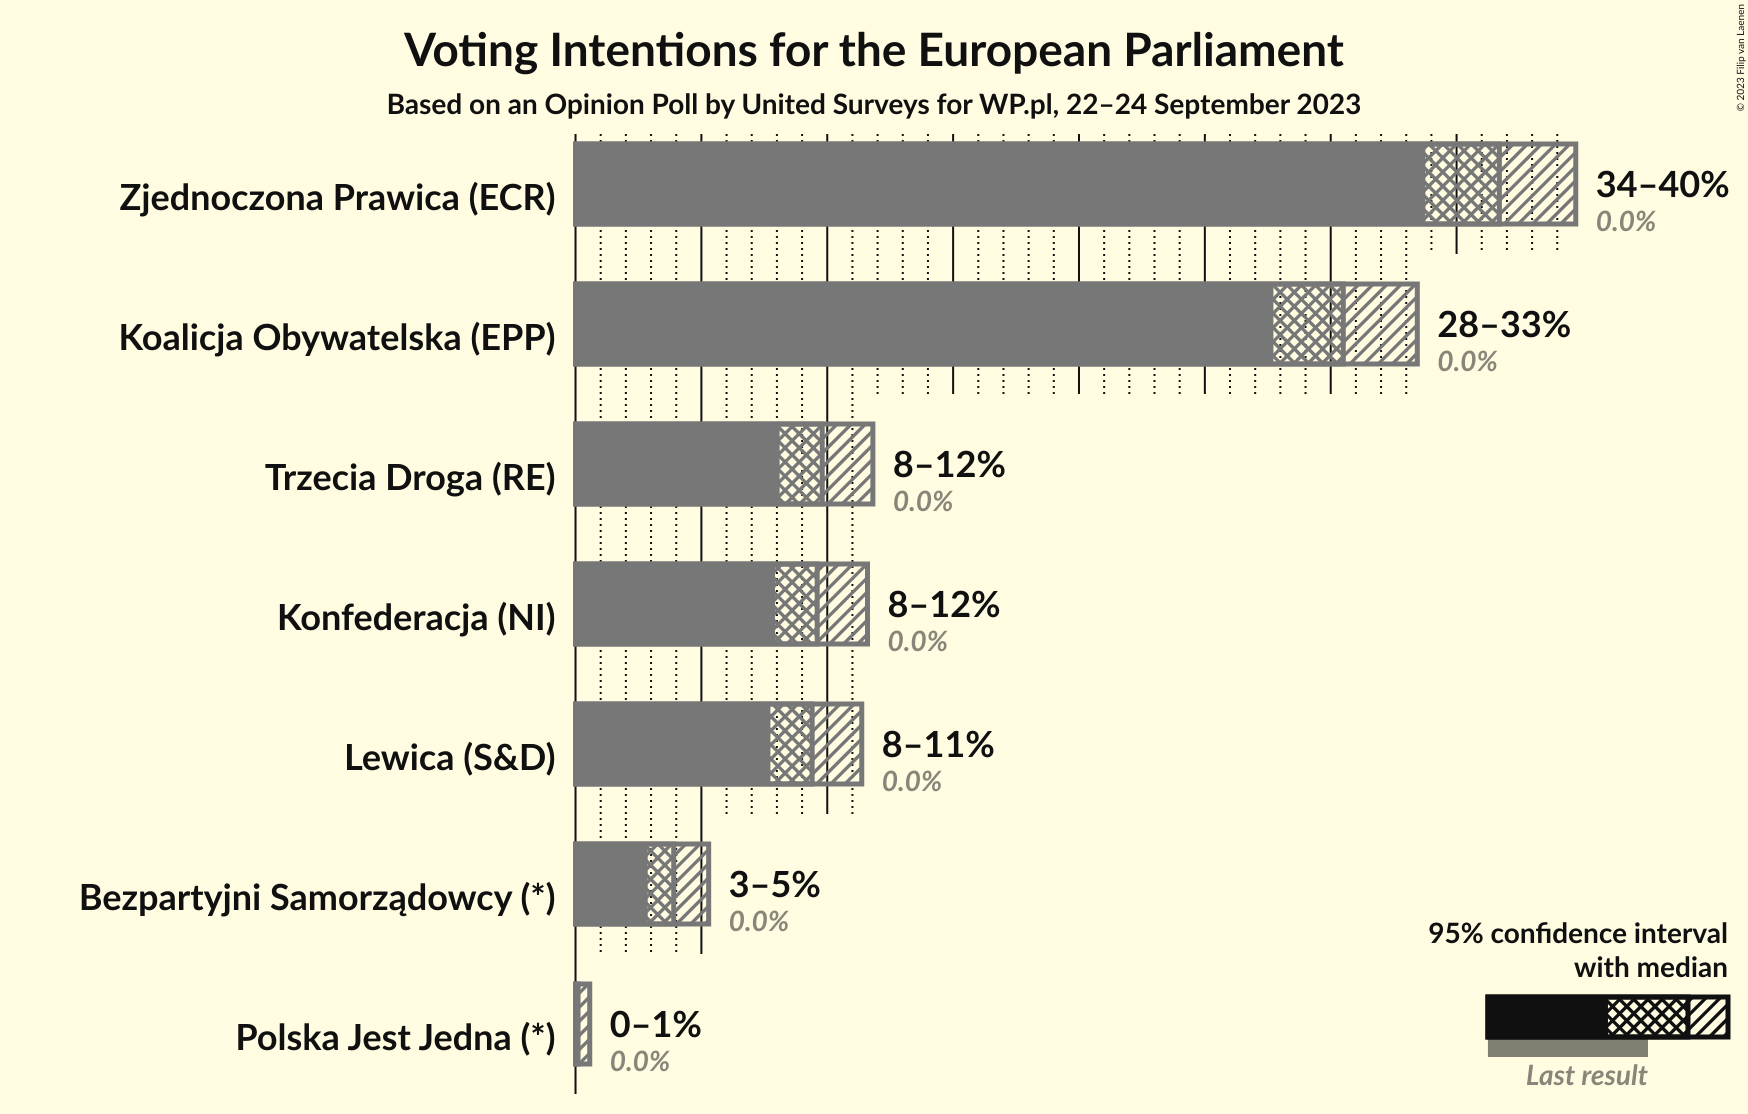 Voting Intentions for the European Parliament
Based on an Opinion Poll by United Surveys for WP.pl, 22–24 September 2023
© 2023 Filip van Laenen
Zjednoczona Prawica (ECR)
34–40%
0.0%
Koalicja Obywatelska (EPP)
28–33%
0.0%
Trzecia Droga (RE)
8–12%
0.0%
Konfederacja (NI)
8–12%
0.0%
Lewica (S&D)
8–11%
0.0%
Bezpartyjni Samorządowcy (*)
3–5%
0.0%
Polska Jest Jedna (*)
0–1%
0.0%
95% confidence interval
with median
Last result